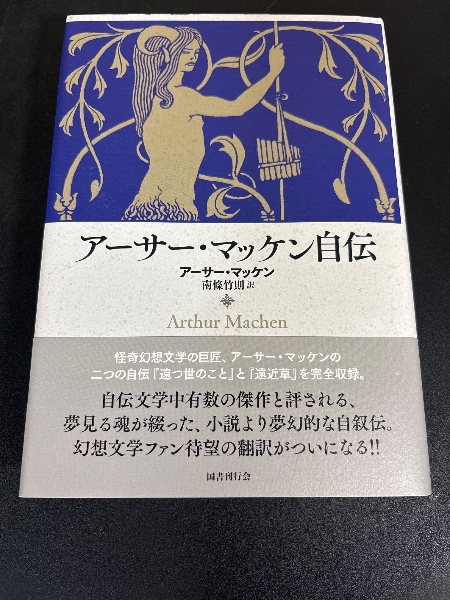 アーサー・マッケン自伝
アーサー・マッケン
南條竹則 訳
Arthur Machen
怪奇幻想文学の巨匠、アーサー・マッケンの
二つの自伝『遠つ世のこと』と『遠近草』を完全収録。
自伝文学中有数の傑作と評される、
夢見る魂が綴った、小説より夢幻的な自叙伝。
幻想文学ファン待望の翻訳がついになる!!
国書刊行会